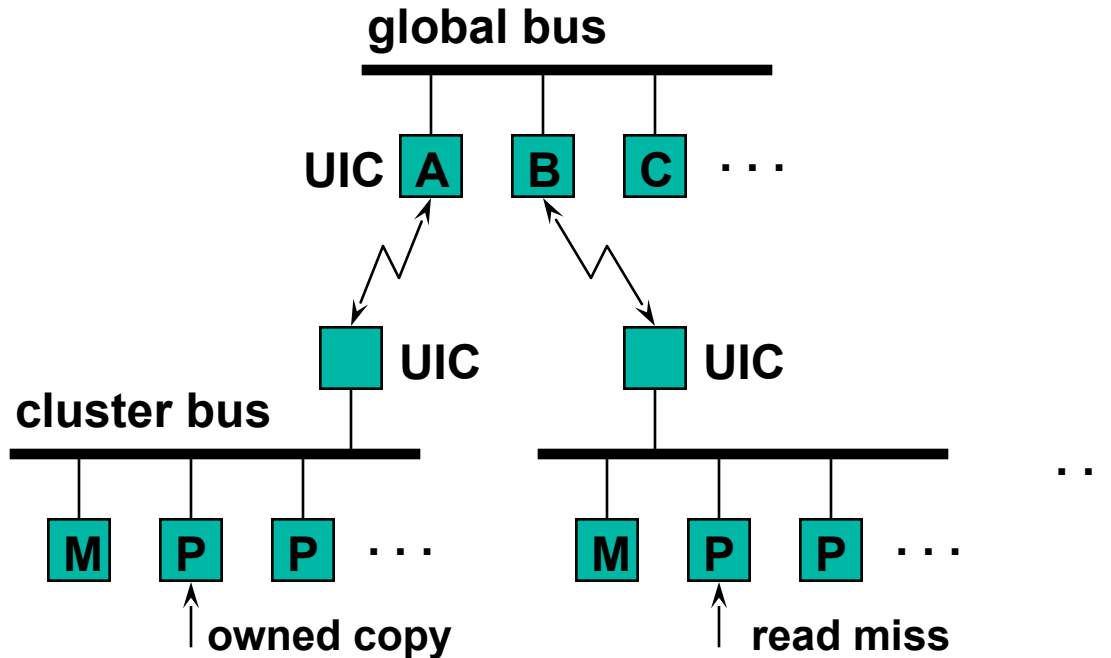 global bus
UIC A B C . . .
UIC UIC
cluster bus
M P P . . . M P P . . . . .
owned copy read miss